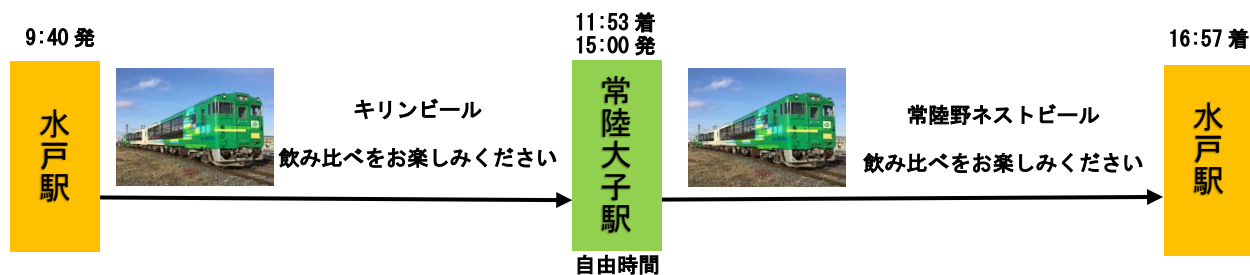 9:40 発
水戸駅
キリンビール
飲み比べをお楽しみください
11:53 着
15:00 発
常陸大子駅
自由時間
常陸野ネストビール
飲み比べをお楽しみください
16:57 着
水戸駅